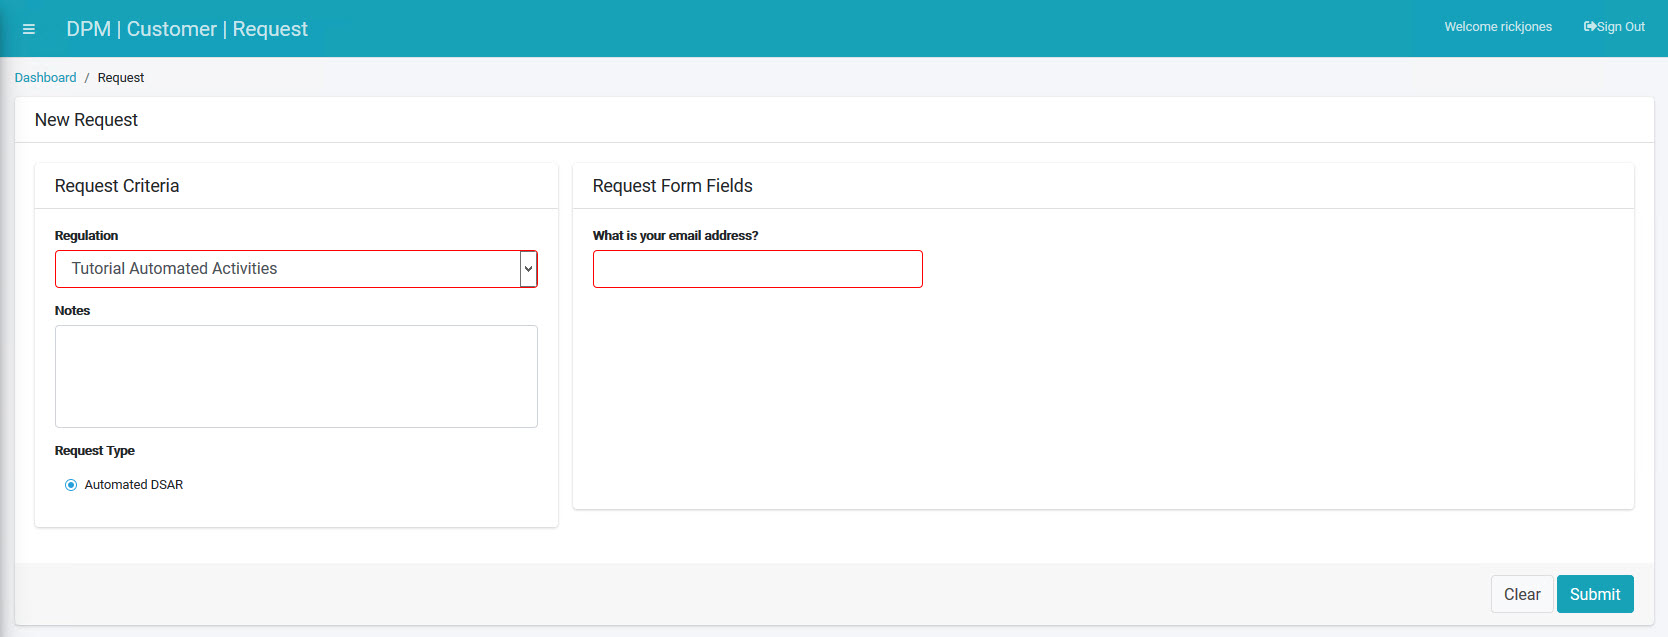 DPM | Customer | Request
Welcome rickjones
Sign Out
Dashboard / Request
New Request
Request Criteria
Regulation
Tutorial Automated Activities
Notes
Request Type
Automated DSAR
Request Form Fields
What is your email address?
Clear
Submit